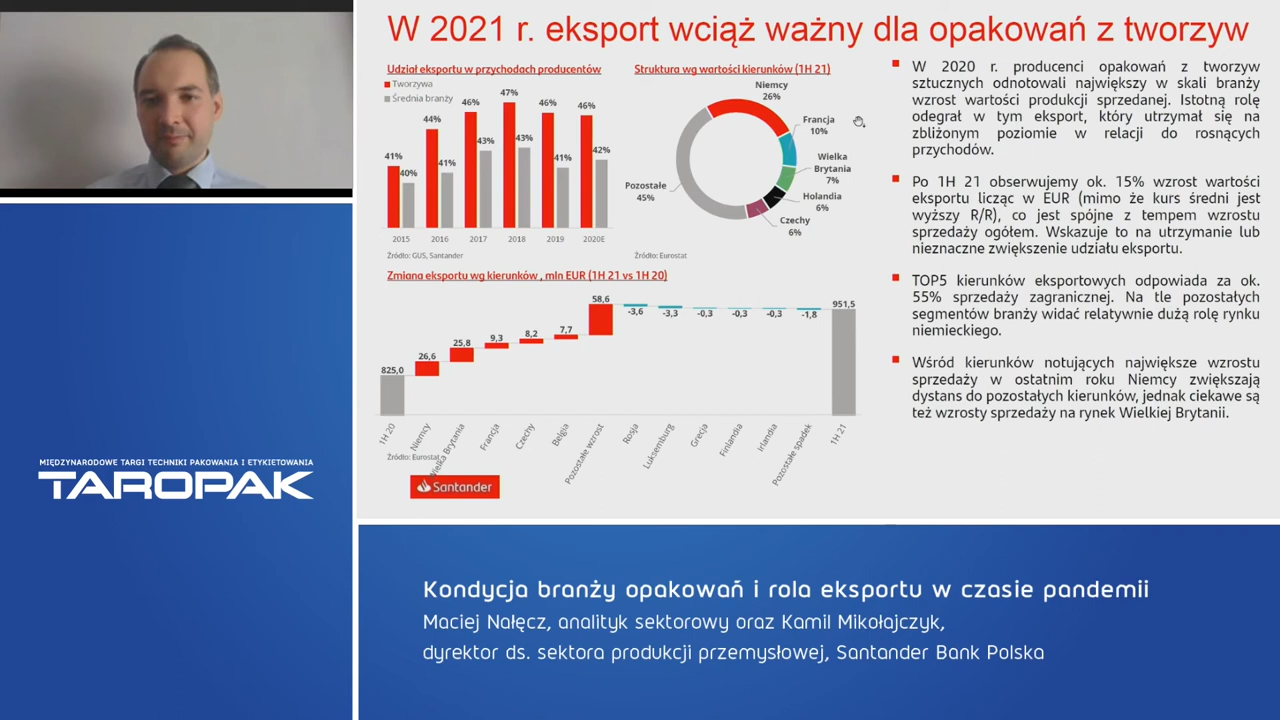 W 2021 r. eksport wciąż ważny dla opakowań z tworzyw
Udział eksportu w przychodach producentów
Tworzywa
Średnia branży
41%
40%
44%
41%
46%
43%
47%
43%
46%
41%
46%
42%
2015
2016
2017
2018
2019
2020E
Źródło: GUS, Santander
Struktura wg wartości kierunków (1H 21)
Niemcy
26%
Francja
10%
Wielka
Brytania
7%
Holandia
6%
Czechy
6%
Pozostałe
45%
Źródło: Eurostat
Zmiana eksportu wg kierunków , mln EUR (1H 21 vs 1H 20)
825,0
26,6
25,8
9,3
8,2
7,7
58,6
-3,6
-3,3
-0,3
-0,3
-0,3
-1,8
951,5
1H 20
Niemcy
Wielka Brytania
Francja
Czechy
Belgia
Pozostałe wzrost
Rosja
Luksemburg
Grecja
Finlandia
Irlandia
Pozostałe spadek
1H 21
Źródło: Eurostat
Santander
W 2020 r. producenci opakowań z tworzyw
sztucznych odnotowali największy w skali branży
wzrost wartości produkcji sprzedanej. Istotną rolę
odegrał w tym eksport, który utrzymał się na
zbliżonym poziomie w relacji do rosnących
przychodów.
Po 1H 21 obserwujemy ok. 15% wzrost wartości
eksportu licząc w EUR (mimo że kurs średni jest
wyższy R/R), co jest spójne z tempem wzrostu
sprzedaży ogółem. Wskazuje to na utrzymanie lub
nieznaczne zwiększenie udziału eksportu.
TOP5 kierunków eksportowych odpowiada za ok.
55% sprzedaży zagranicznej. Na tle pozostałych
segmentów branży widać relatywnie dużą rolę rynku
niemieckiego.
Wśród kierunków notujących największe wzrostu
sprzedaży w ostatnim roku Niemcy zwiększają
dystans do pozostałych kierunków, jednak ciekawe są
też wzrosty sprzedaży na rynek Wielkiej Brytanii.
MIĘDZYNARODOWE TARGI TECHNIKI PAKOWANIA I ETYKIETOWANIA
TAROPAK
Kondycja branży opakowań i rola eksportu w czasie pandemii
Maciej Nałęcz, analityk sektorowy oraz Kamil Mikołajczyk,
dyrektor ds. sektora produkcji przemysłowej, Santander Bank Polska